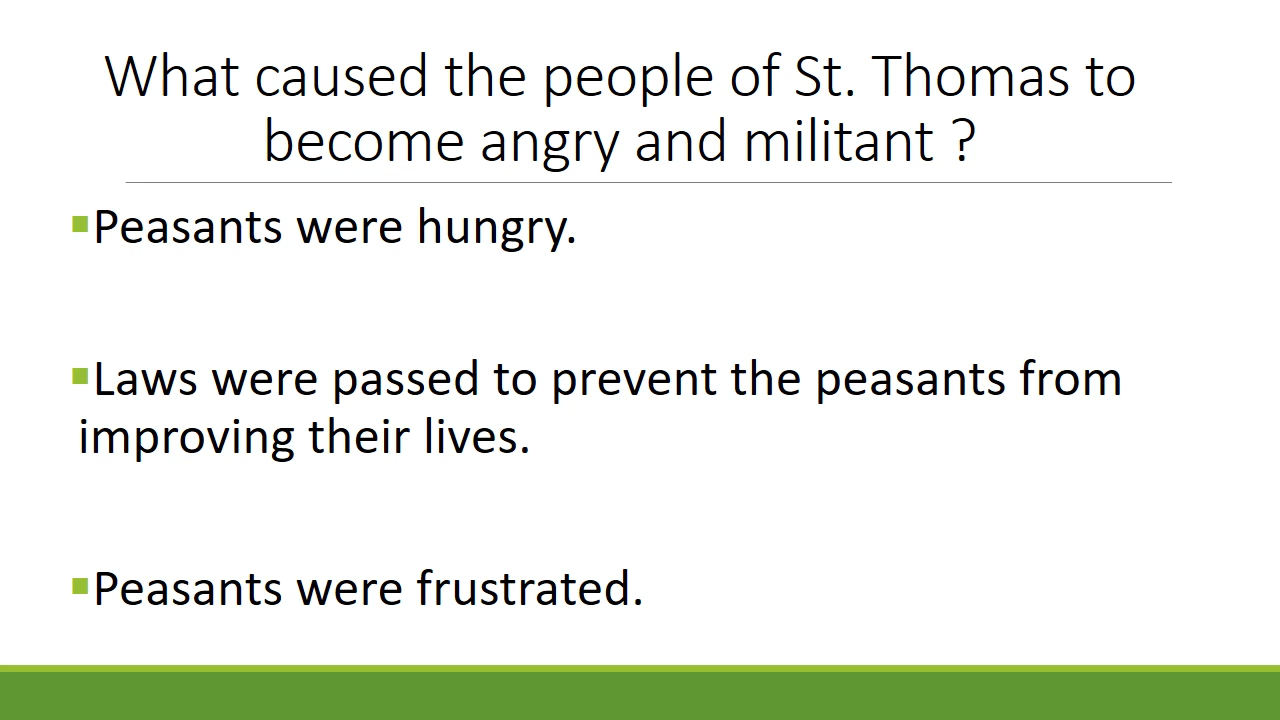 What caused the people of St. Thomas to
become angry and militant ?
▪Peasants were hungry.
▪Laws were passed to prevent the peasants from
improving their lives.
▪Peasants were frustrated.